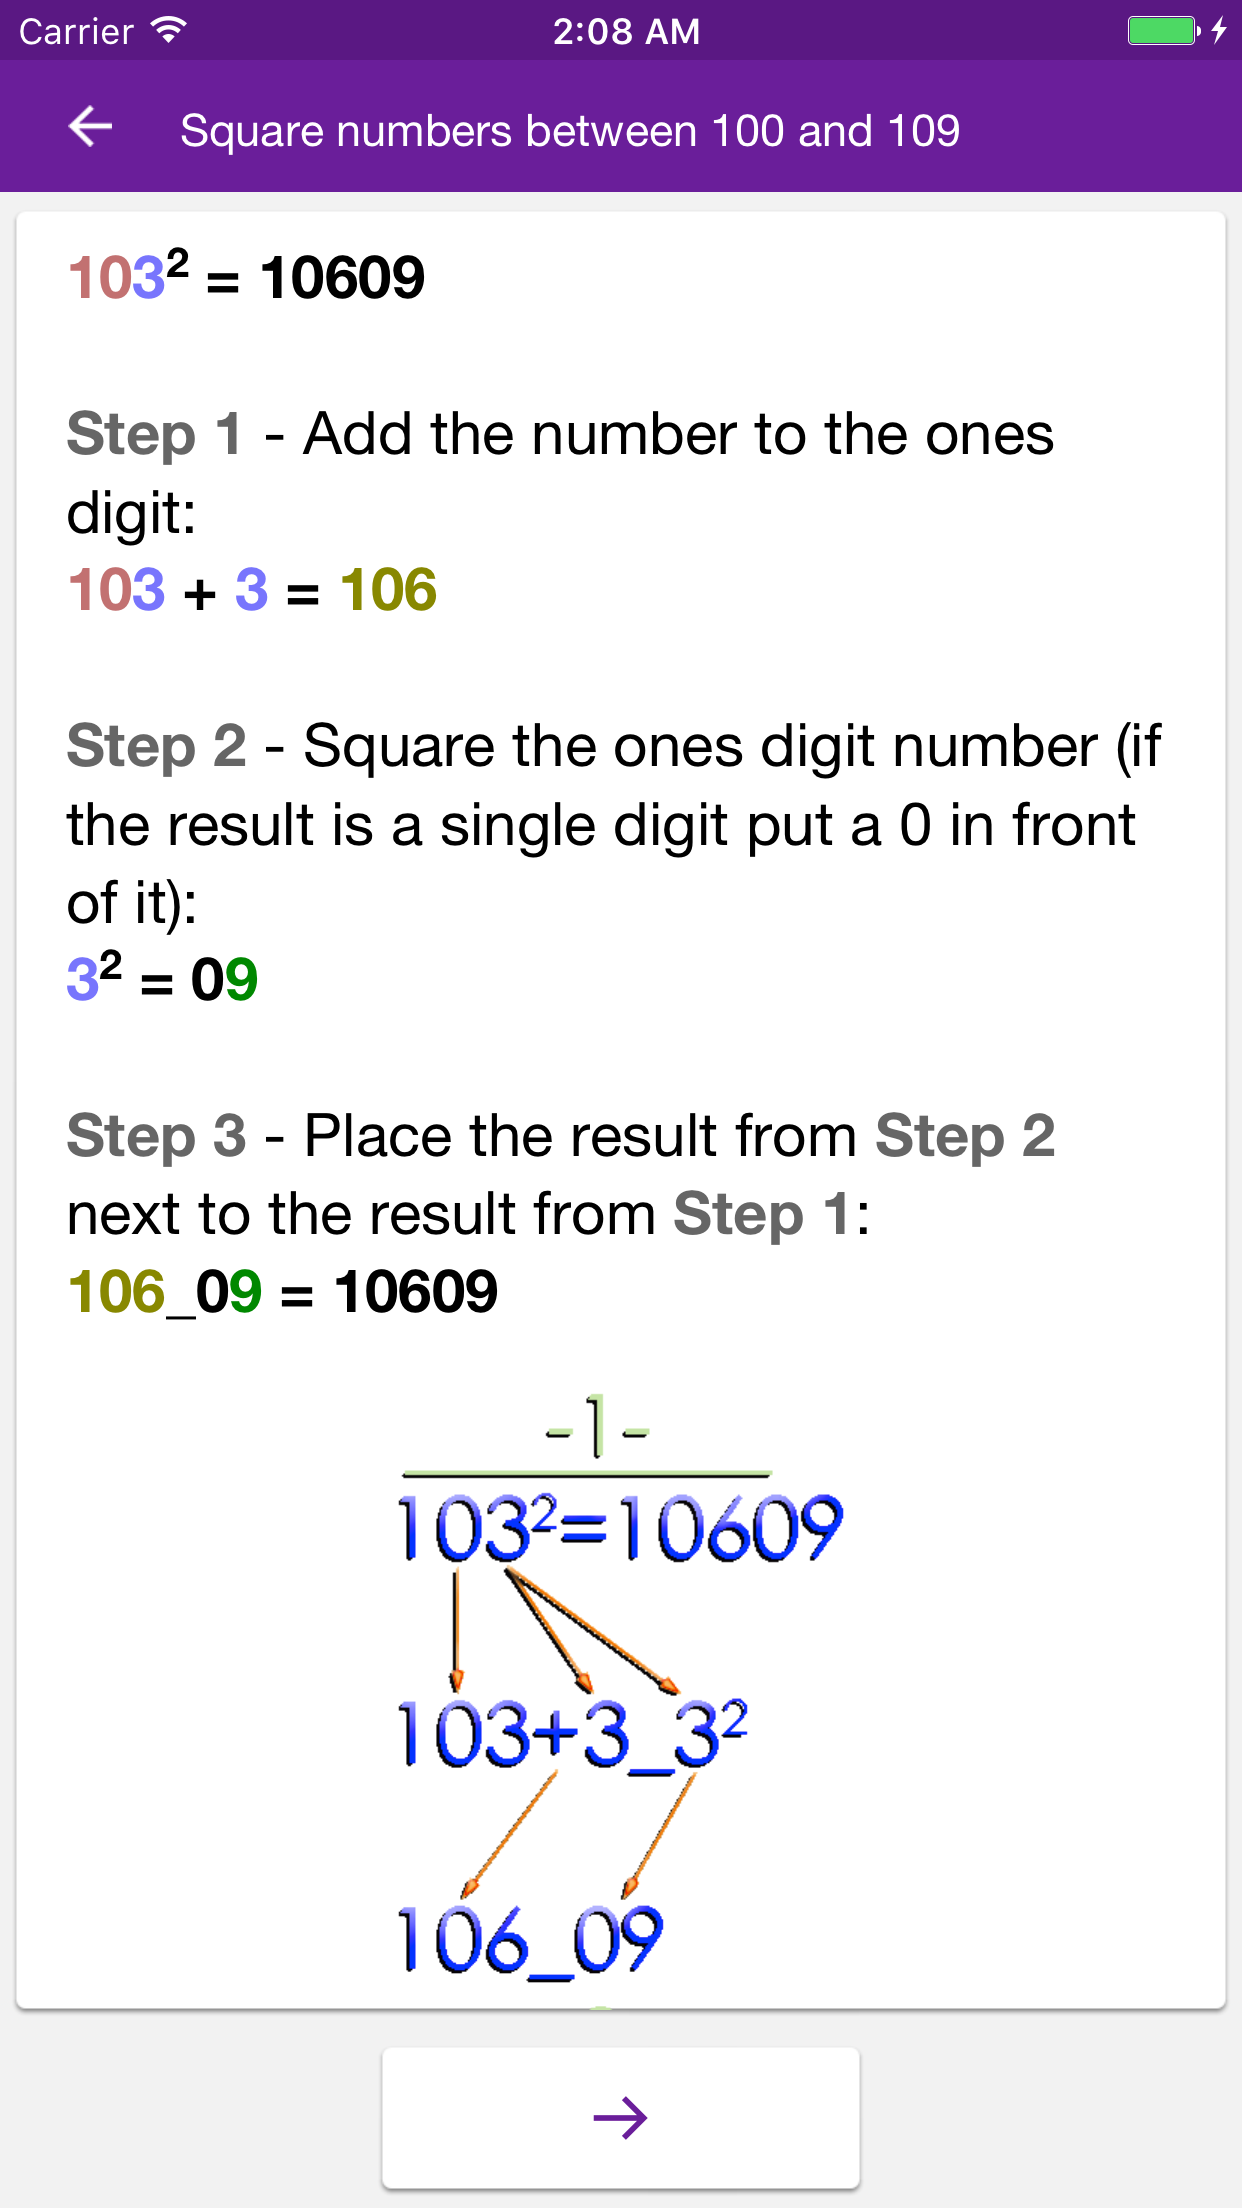 Carrier 2:08 AM
Square numbers between 100 and 109
103² = 10609
Step 1 - Add the number to the ones
digit:
103 + 3 = 106
Step 2 - Square the ones digit number (if
the result is a single digit put a 0 in front
of it):
3² = 09
Step 3 - Place the result from Step 2
next to the result from Step 1:
106_09 = 10609
-1-
103²=10609
103+3_3²
106_09